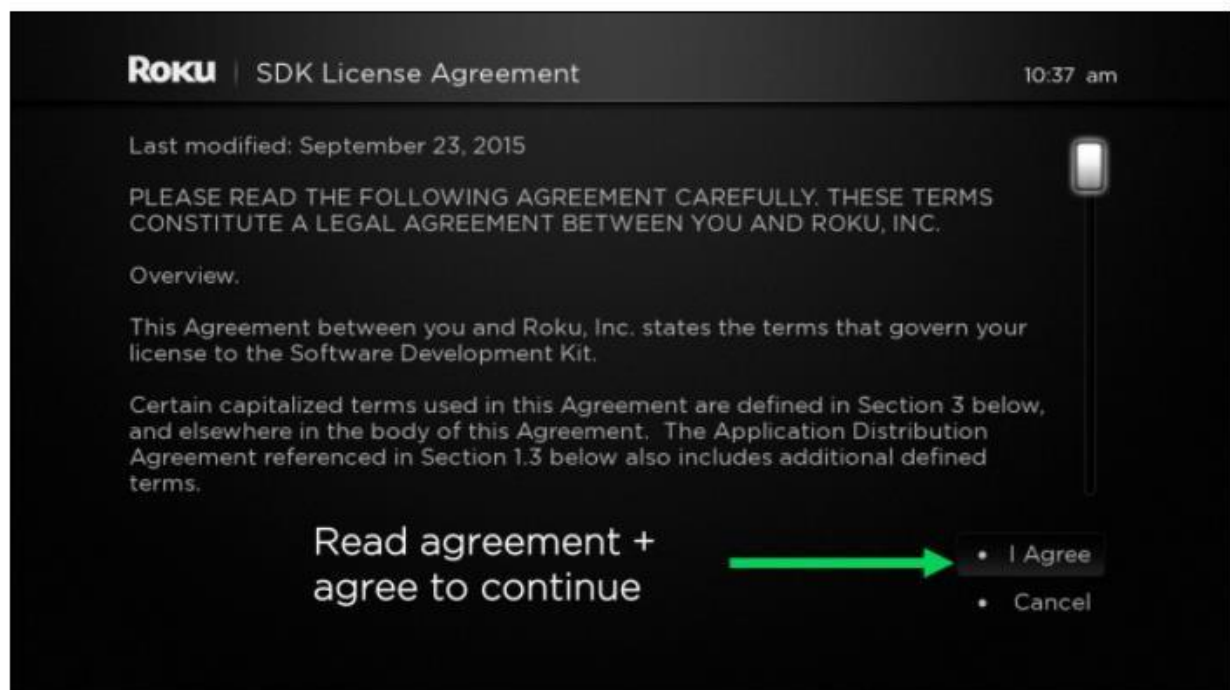 Roku | SDK License Agreement 10:37 am
Last modified: September 23, 2015
PLEASE READ THE FOLLOWING AGREEMENT CAREFULLY. THESE TERMS
CONSTITUTE A LEGAL AGREEMENT BETWEEN YOU AND ROKU, INC.
Overview.
This Agreement between you and Roku, Inc. states the terms that govern your
license to the Software Development Kit.
Certain capitalized terms used in this Agreement are defined in Section 3 below,
and elsewhere in the body of this Agreement. The Application Distribution
Agreement referenced in Section 1.3 below also includes additional defined
terms.
Read agreement +
agree to continue
• I Agree
• Cancel